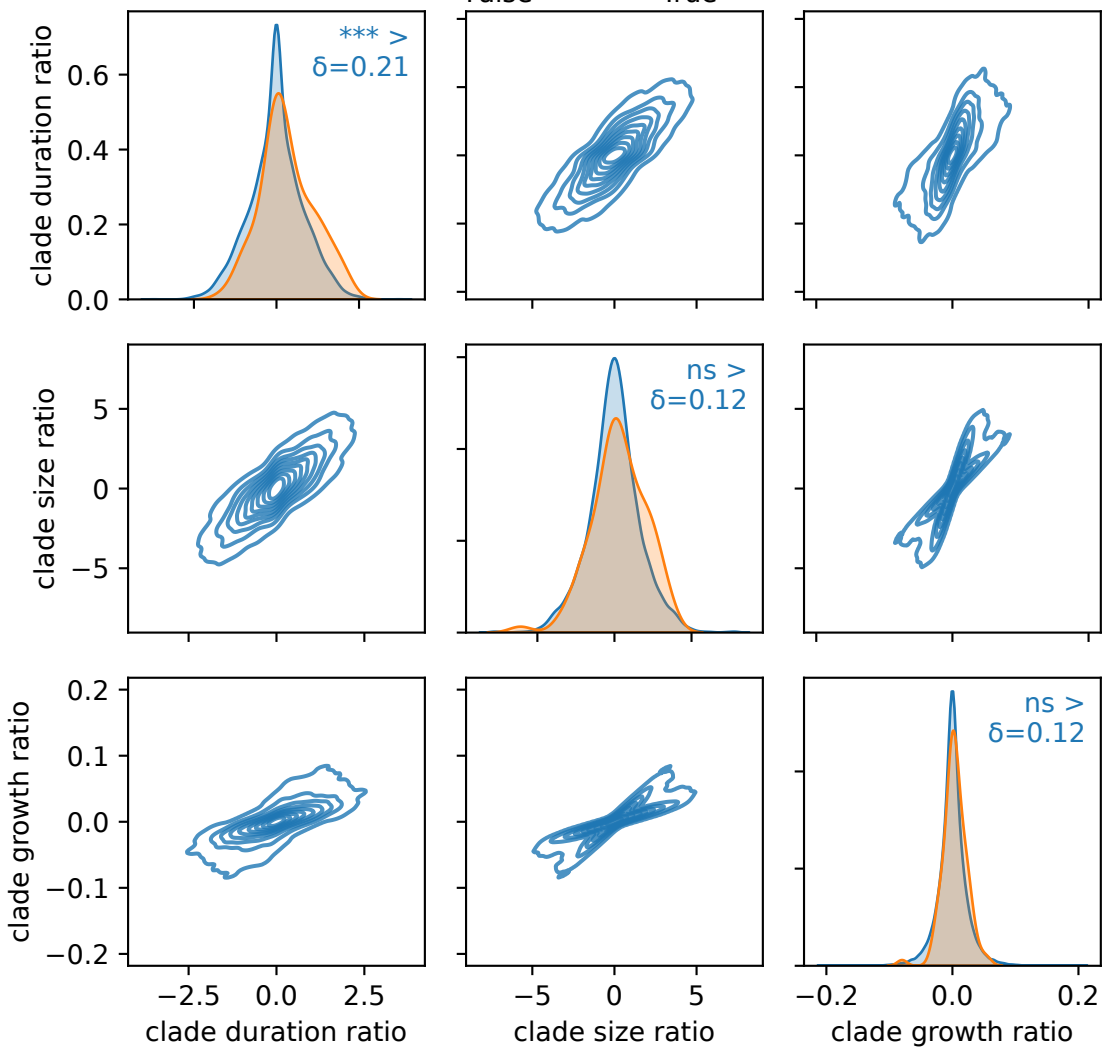 clade duration ratio
0.6
0.4
0.2
0.0
*** >
δ=0.21
clade size ratio
5
0
−5
ns >
δ=0.12
clade growth ratio
0.2
0.1
0.0
−0.1
−0.2
ns >
δ=0.12
−2.5 0.0 2.5
clade duration ratio
−5 0 5
clade size ratio
−0.2 0.0 0.2
clade growth ratio